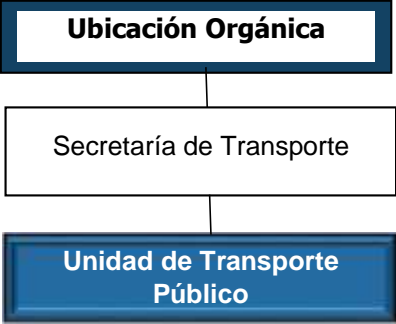 Ubicación Orgánica
Secretaría de Transporte
Unidad de Transporte
Público